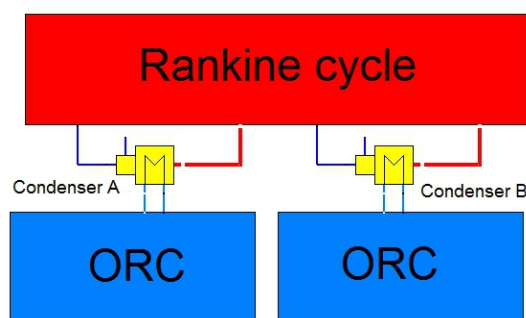 Rankine cycle
Condenser A
Condenser B
ORC
ORC